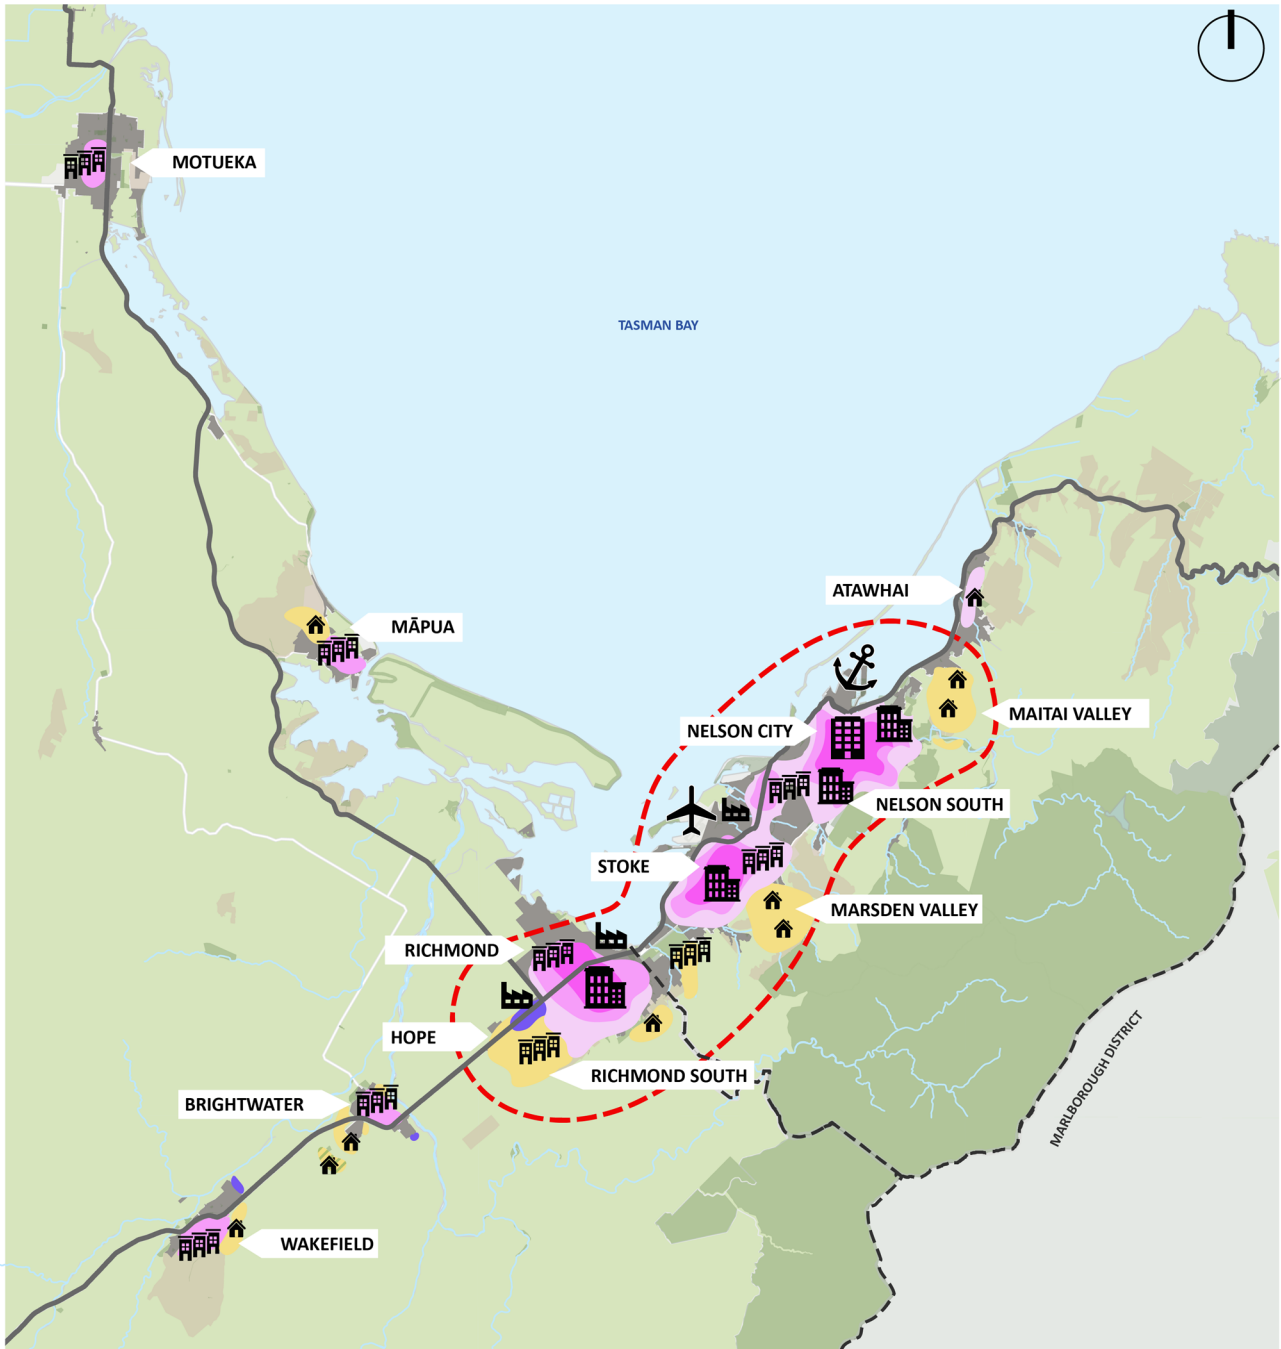 MOTUEKA
TASMAN BAY
ATAWHAI
MĀPUA
MAITAI VALLEY
NELSON CITY
NELSON SOUTH
STOKE
MARSDEN VALLEY
RICHMOND
HOPE
RICHMOND SOUTH
BRIGHTWATER
MARLBOROUGH DISTRICT
WAKEFIELD